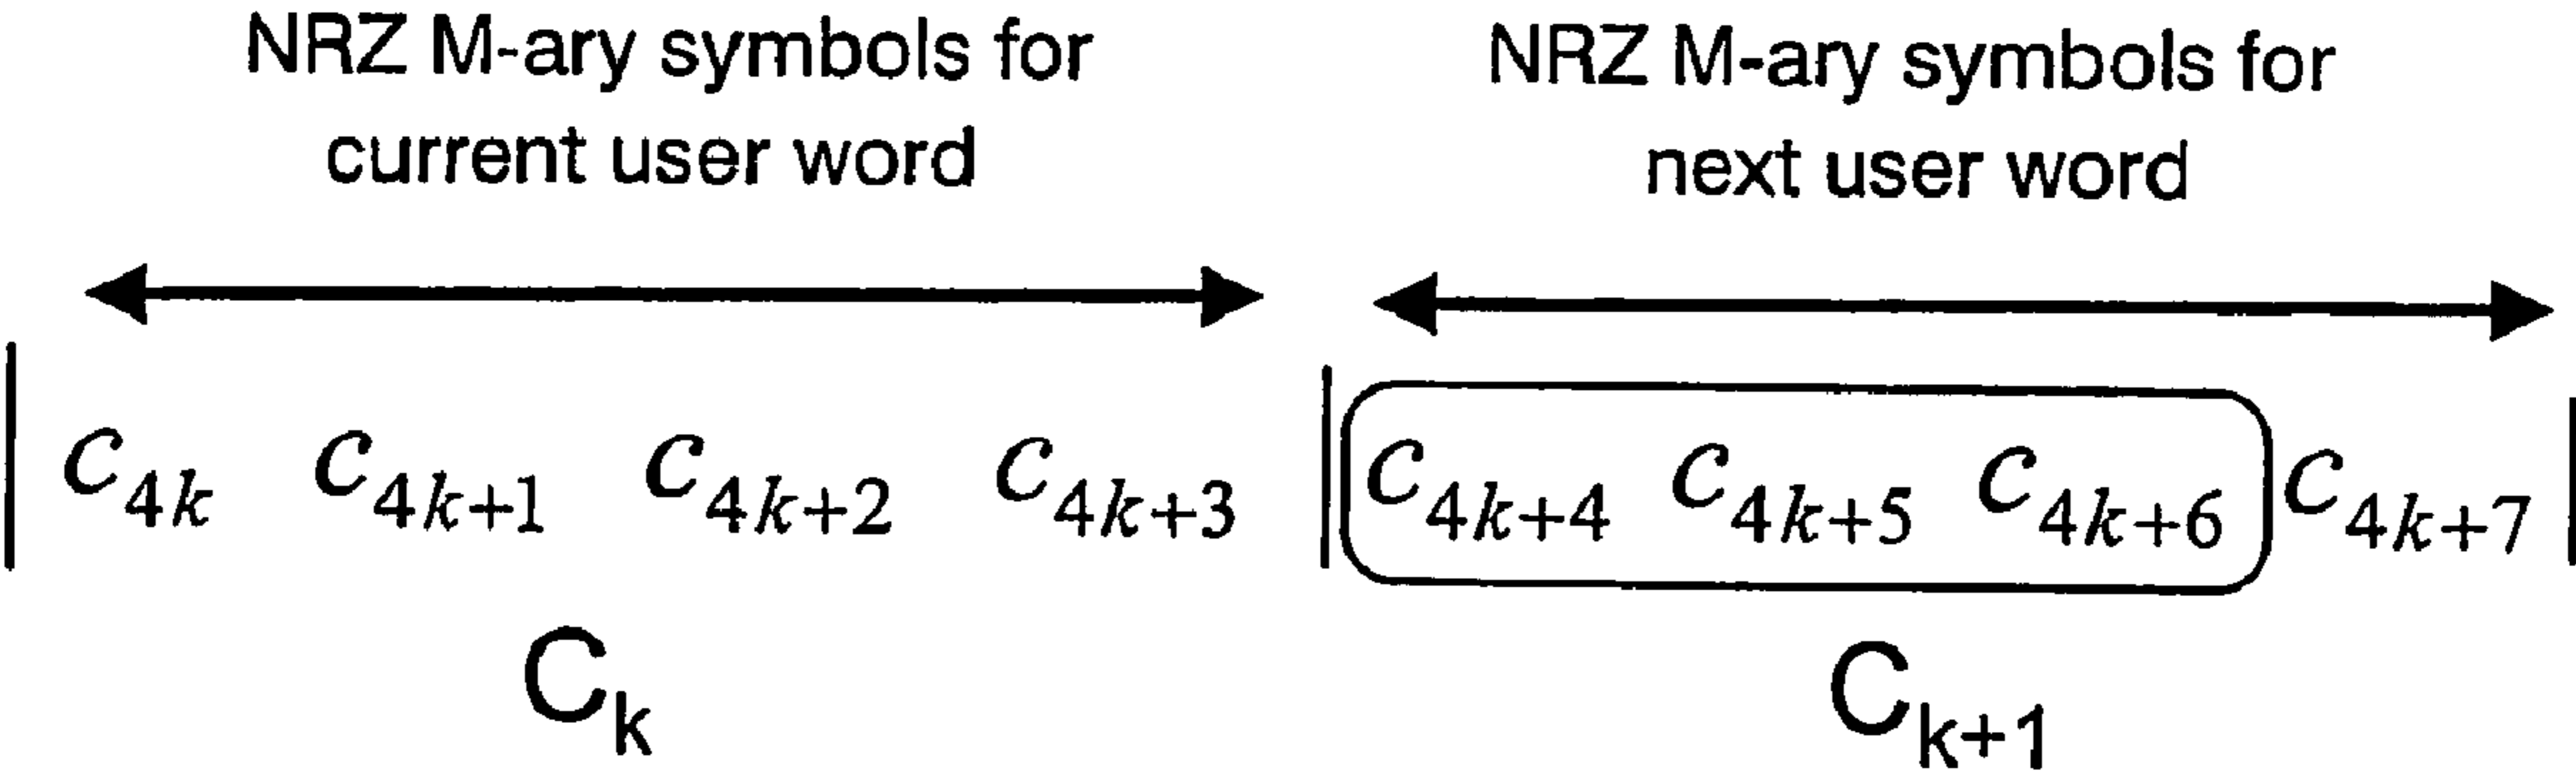 NRZ M-ary symbols for
current user word
NRZ M-ary symbols for
next user word
| c₄ₖ c₄ₖ₊₁ c₄ₖ₊₂ c₄ₖ₊₃ | c₄ₖ₊₄ c₄ₖ₊₅ c₄ₖ₊₆ c₄ₖ₊₇ |
Cₖ
Cₖ₊₁